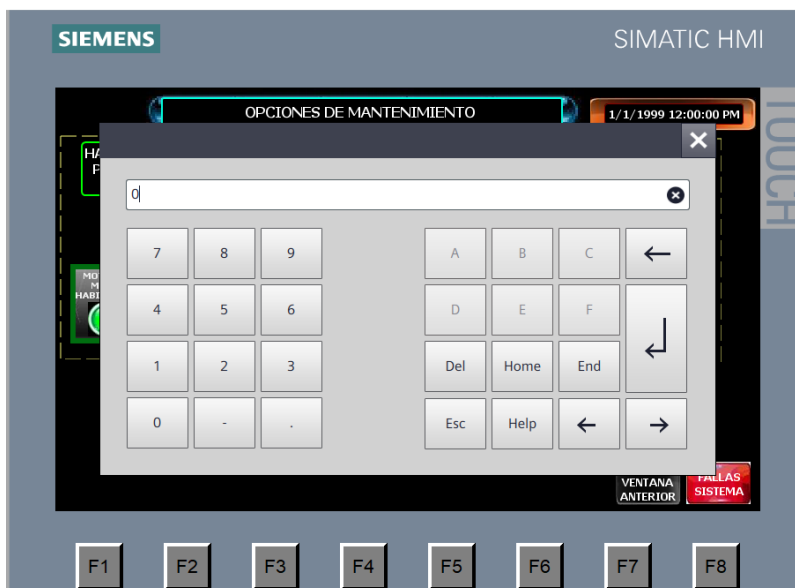 SIEMENS
SIMATIC HMI
TOUCH
OPCIONES DE MANTENIMIENTO
1/1/1999 12:00:00 PM
0
7 8 9 A B C
4 5 6 D E F
1 2 3 Del Home End
0 - . Esc Help
VENTANA
ANTERIOR
FALLAS
SISTEMA
F1 F2 F3 F4 F5 F6 F7 F8